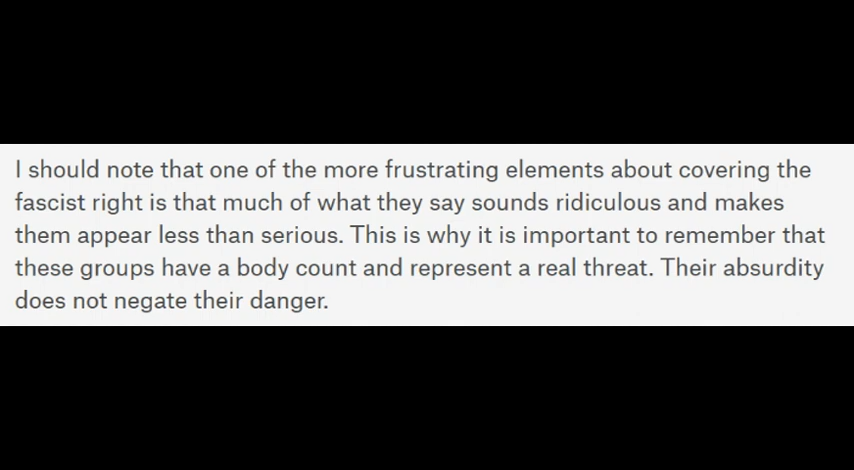 I should note that one of the more frustrating elements about covering the
fascist right is that much of what they say sounds ridiculous and makes
them appear less than serious. This is why it is important to remember that
these groups have a body count and represent a real threat. Their absurdity
does not negate their danger.